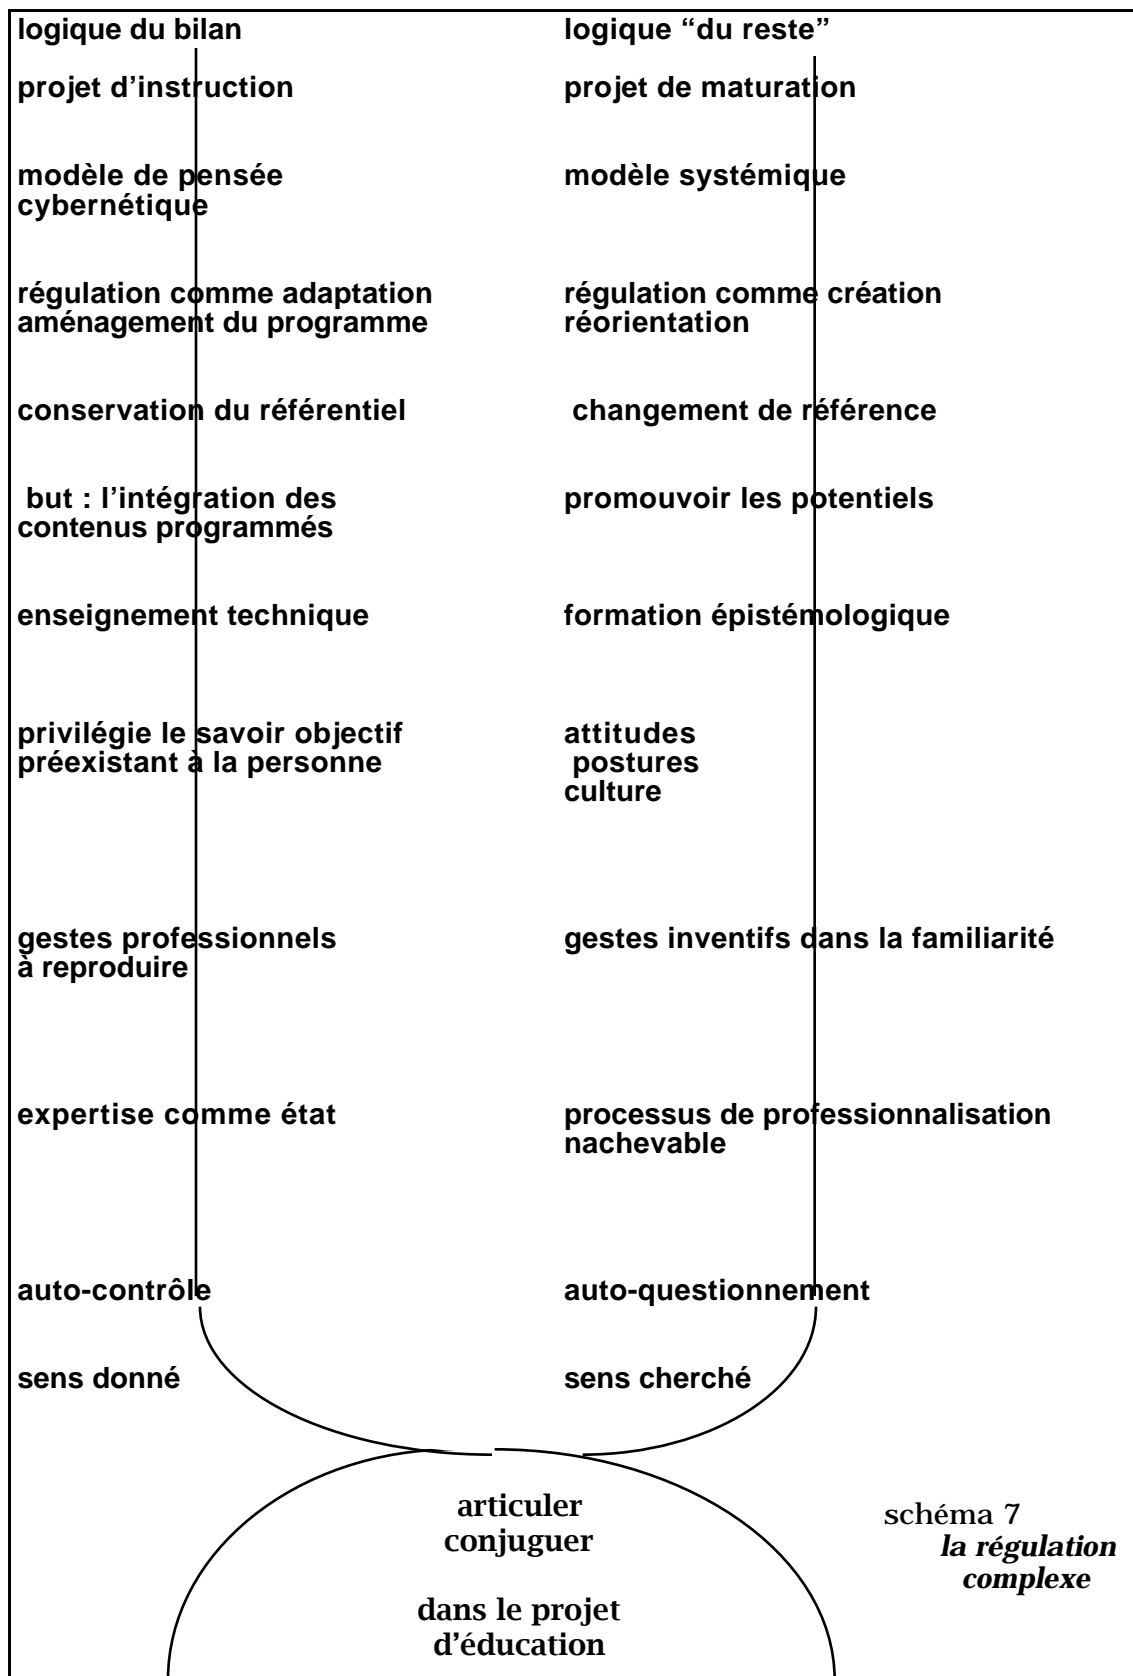 logique du bilan
logique “du reste”
projet d’instruction
projet de maturation
modèle de pensée
cybernétique
modèle systémique
régulation comme adaptation
aménagement du programme
régulation comme création
réorientation
conservation du référentiel
changement de référence
but : l’intégration des
contenus programmés
promouvoir les potentiels
enseignement technique
formation épistémologique
privilégie le savoir objectif
préexistant à la personne
attitudes
postures
culture
gestes professionnels
à reproduire
gestes inventifs dans la familiarité
expertise comme état
processus de professionnalisation
nachevable
auto-contrôle
auto-questionnement
sens donné
sens cherché
articuler
conjuguer
dans le projet
d’éducation
schéma 7
la régulation
complexe